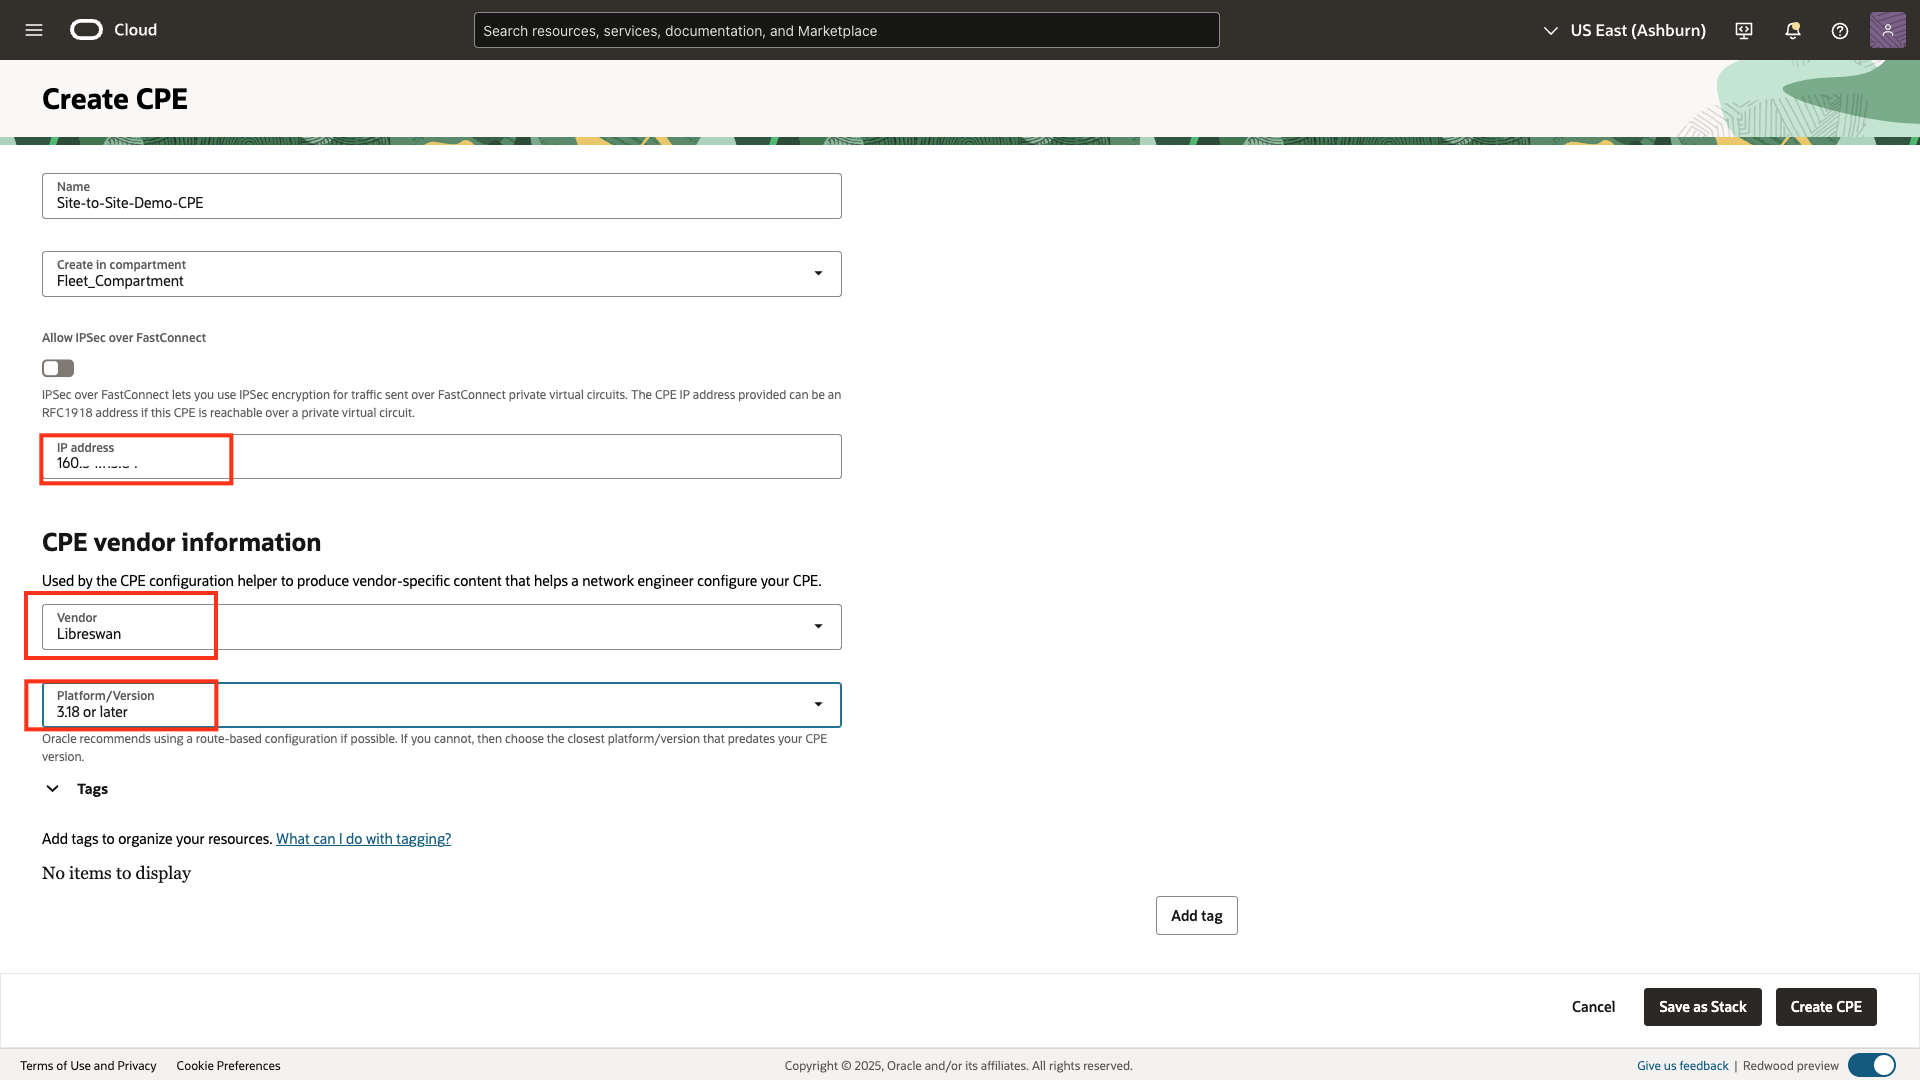 Cloud
Search resources, services, documentation, and Marketplace
US East (Ashburn)
Create CPE
Name
Site-to-Site-Demo-CPE
Create in compartment
Fleet_Compartment
Allow IPSec over FastConnect
IPSec over FastConnect lets you use IPSec encryption for traffic sent over FastConnect private virtual circuits. The CPE IP address provided can be an
RFC1918 address if this CPE is reachable over a private virtual circuit.
IP address
160.
CPE vendor information
Used by the CPE configuration helper to produce vendor-specific content that helps a network engineer configure your CPE.
Vendor
Libreswan
Platform/Version
3.18 or later
Oracle recommends using a route-based configuration if possible. If you cannot, then choose the closest platform/version that predates your CPE
version.
Tags
Add tags to organize your resources. What can I do with tagging?
No items to display
Add tag
Cancel
Save as Stack
Create CPE
Terms of Use and Privacy
Cookie Preferences
Copyright © 2025, Oracle and/or its affiliates. All rights reserved.
Give us feedback | Redwood preview